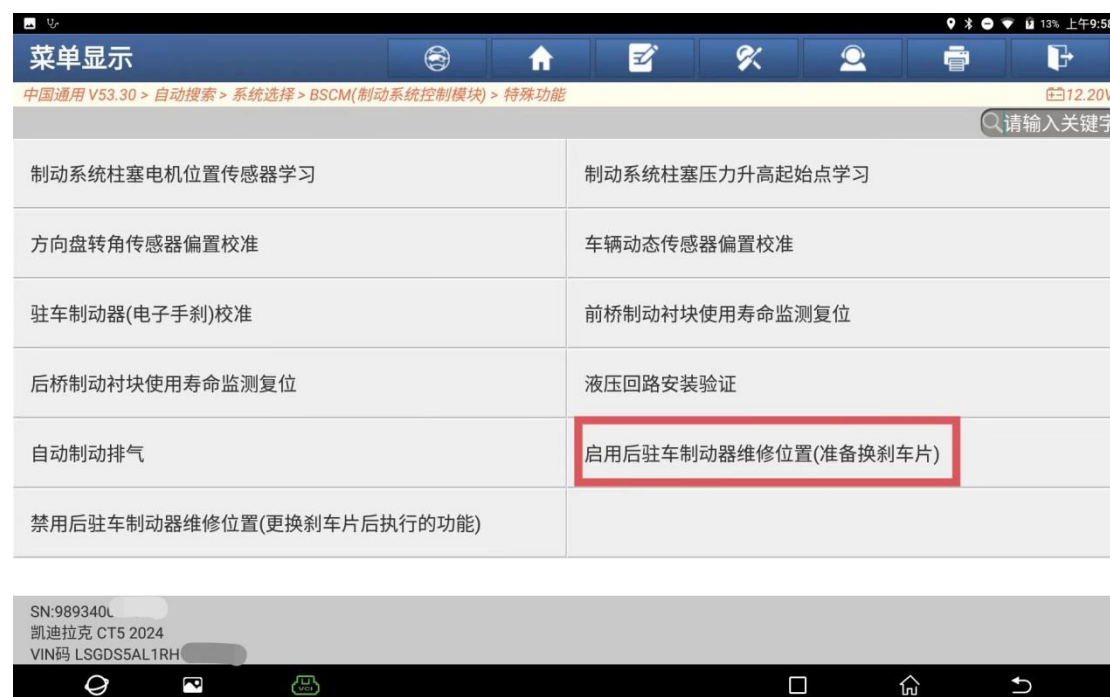 13% 上午9:58
菜单显示
中国通用 V53.30 > 自动搜索 > 系统选择 > BSCM(制动系统控制模块) > 特殊功能
12.20V
请输入关键字
制动系统柱塞电机位置传感器学习
制动系统柱塞压力升高起始点学习
方向盘转角传感器偏置校准
车辆动态传感器偏置校准
驻车制动器(电子手刹)校准
前桥制动衬块使用寿命监测复位
后桥制动衬块使用寿命监测复位
液压回路安装验证
自动制动排气
启用后驻车制动器维修位置(准备换刹车片)
禁用后驻车制动器维修位置(更换刹车片后执行的功能)
SN:989340
凯迪拉克 CT5 2024
VIN码 LSGDS5AL1RH
VCI